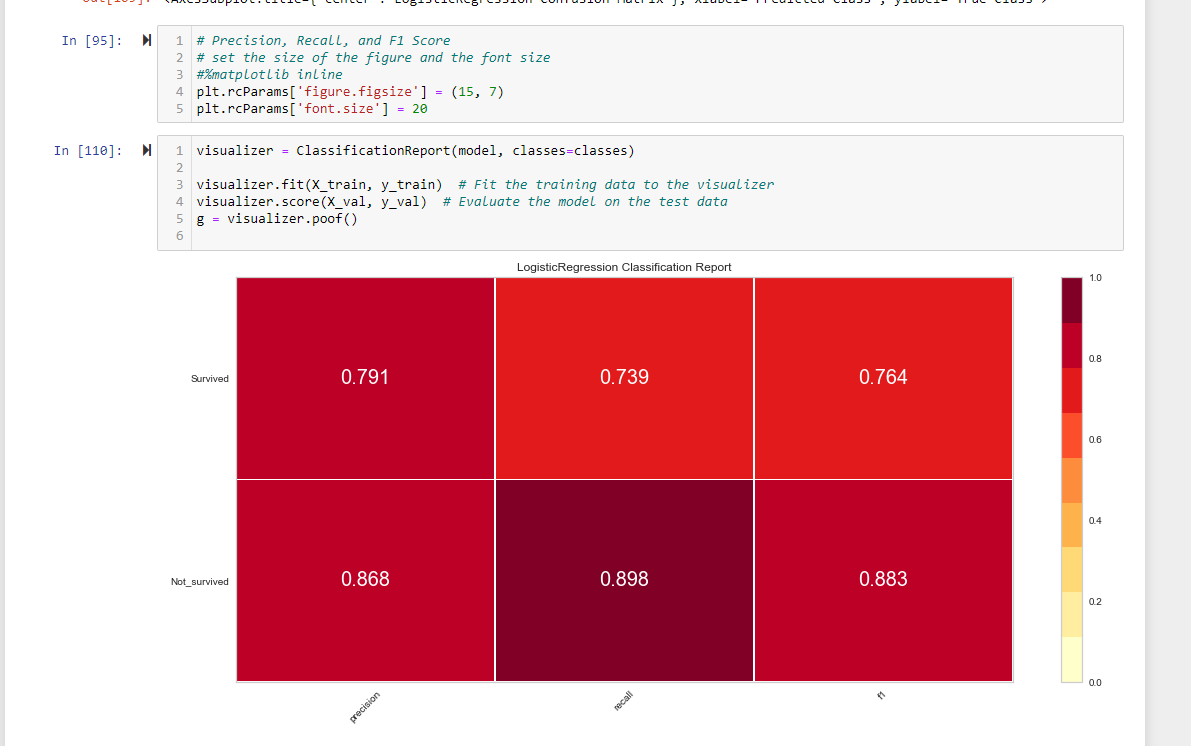 In [95]:
1 # Precision, Recall, and F1 Score
2 # set the size of the figure and the font size
3 #%matplotlib inline
4 plt.rcParams['figure.figsize'] = (15, 7)
5 plt.rcParams['font.size'] = 20
In [110]:
1 visualizer = ClassificationReport(model, classes=classes)
2
3 visualizer.fit(X_train, y_train)  # Fit the training data to the visualizer
4 visualizer.score(X_val, y_val)  # Evaluate the model on the test data
5 g = visualizer.poof()
6
LogisticRegression Classification Report
1.0
0.8
0.6
0.4
0.2
0.0
Survived 0.791 0.739 0.764
Not_survived 0.868 0.898 0.883
precision recall f1